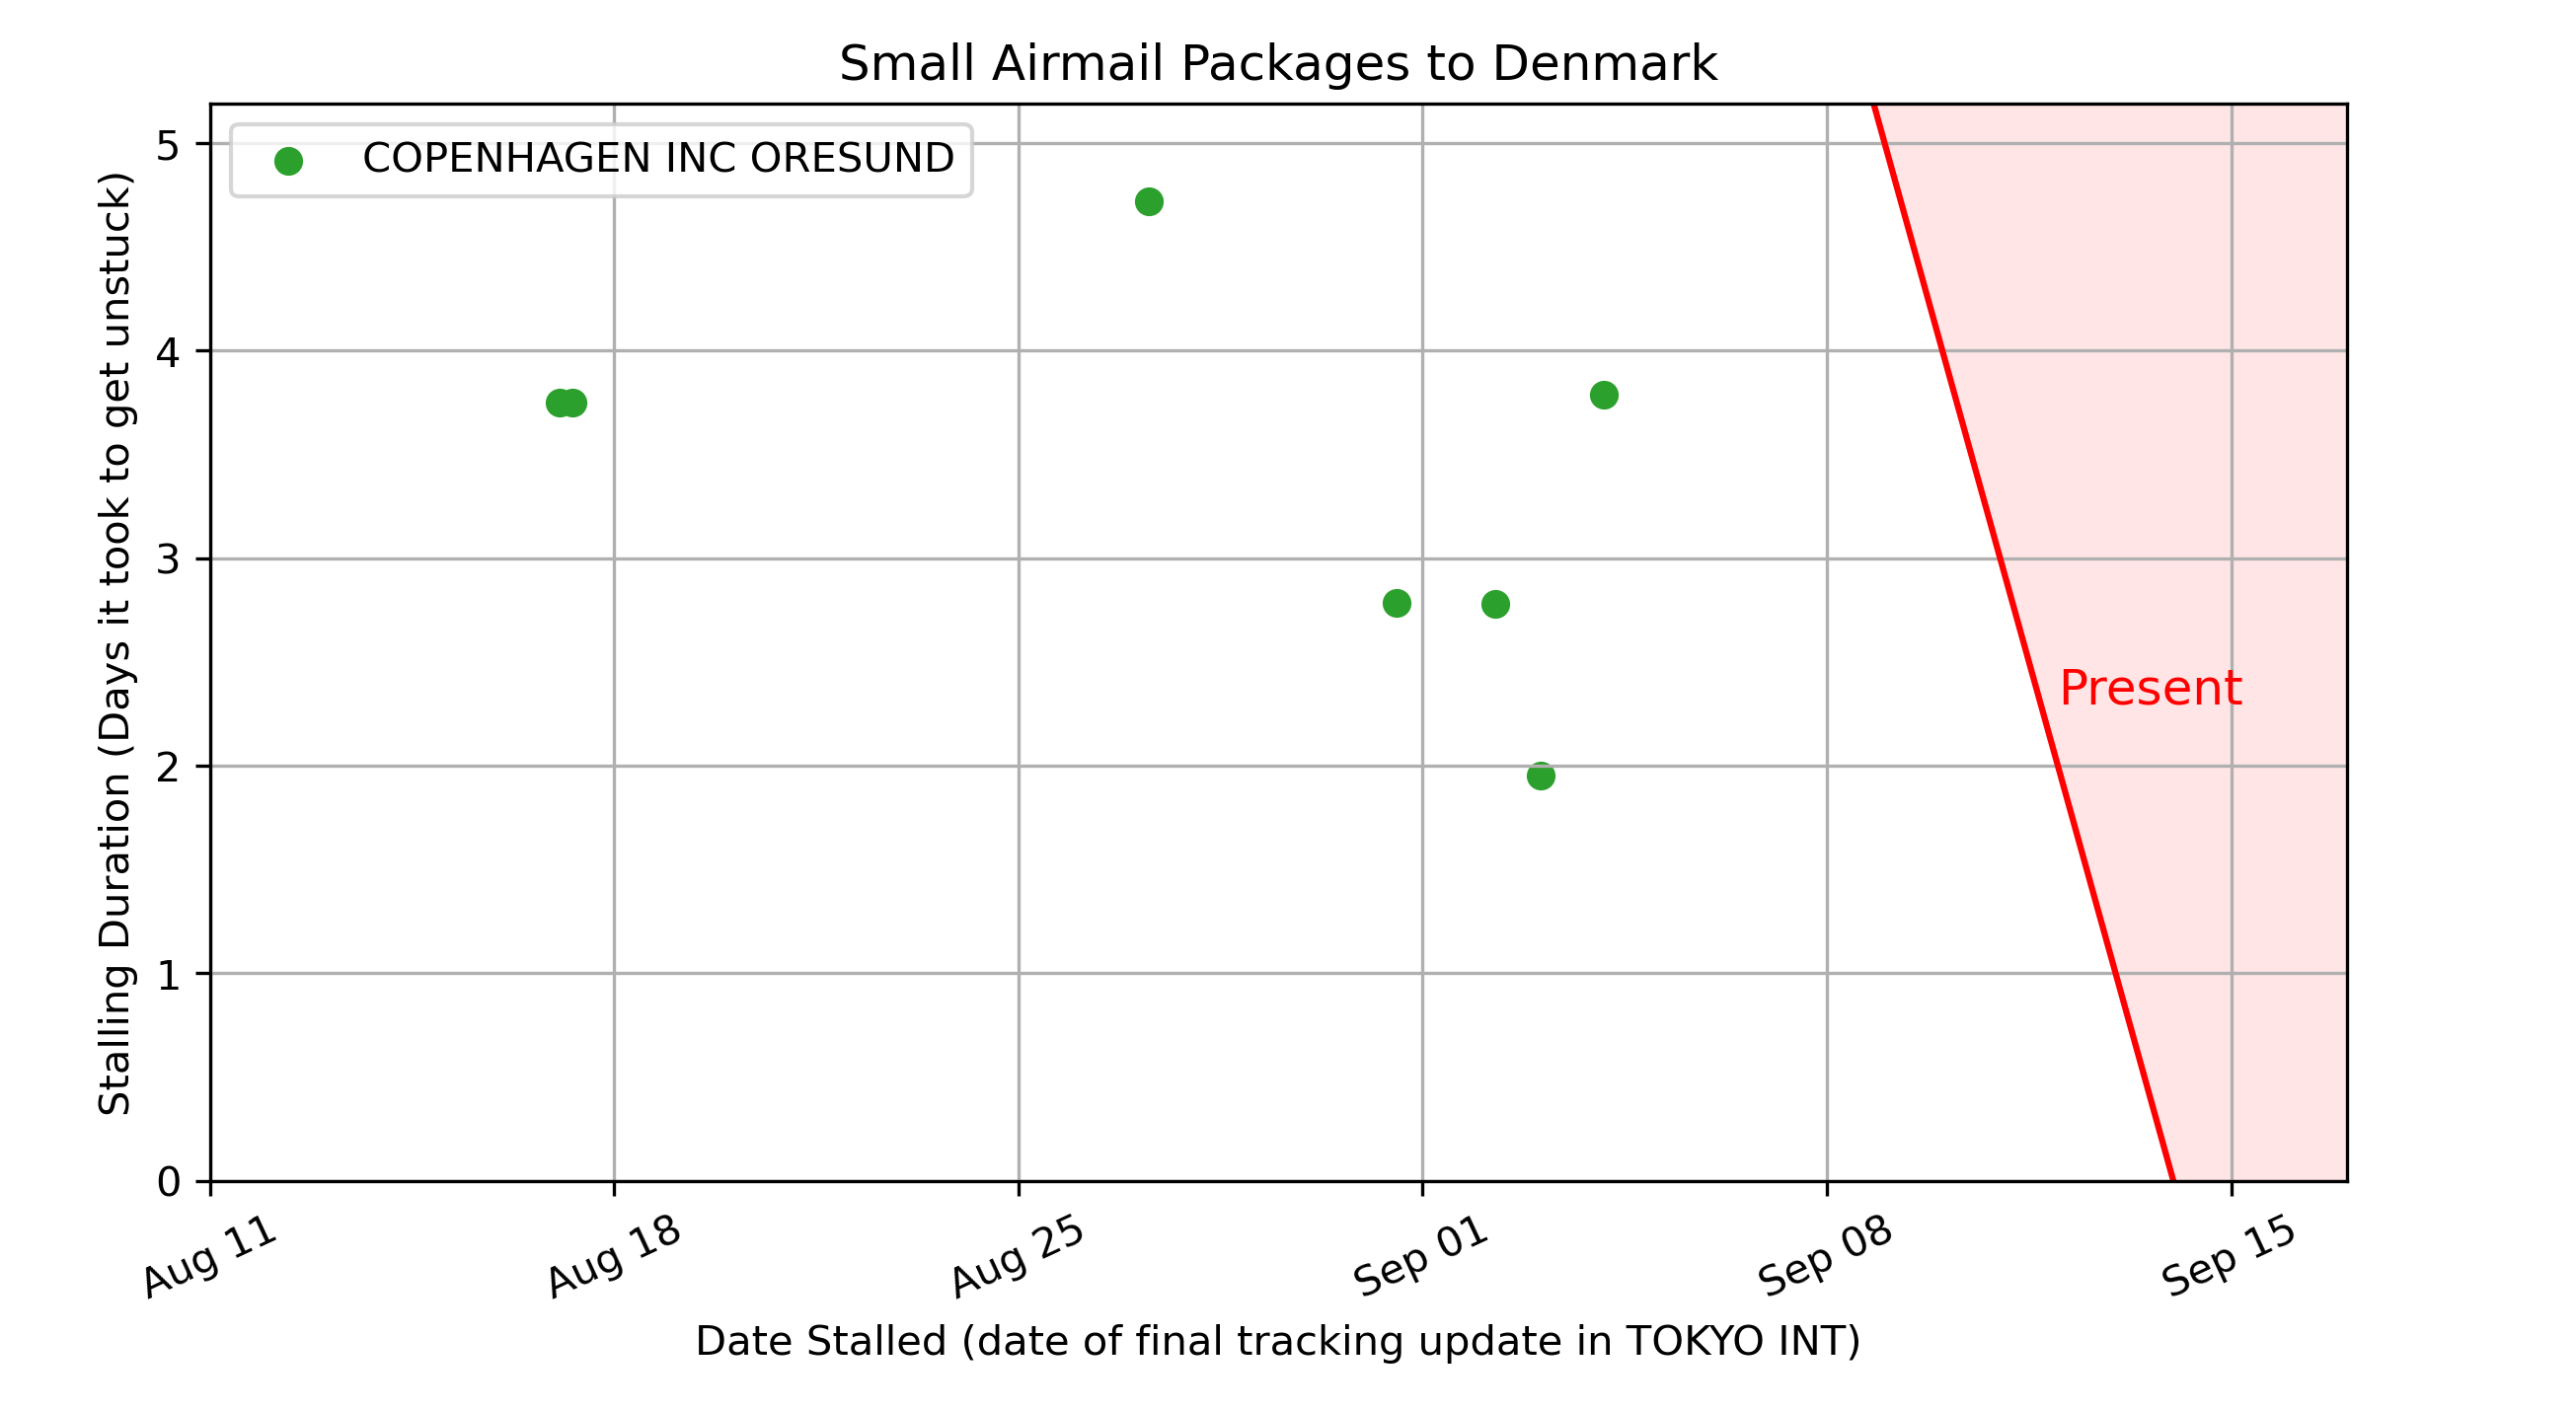 Small Airmail Packages to Denmark
COPENHAGEN INC ORESUND
Stalling Duration (Days it took to get unstuck)
5
4
3
2
1
0
Present
Aug 11
Aug 18
Aug 25
Sep 01
Sep 08
Sep 15
Date Stalled (date of final tracking update in TOKYO INT)